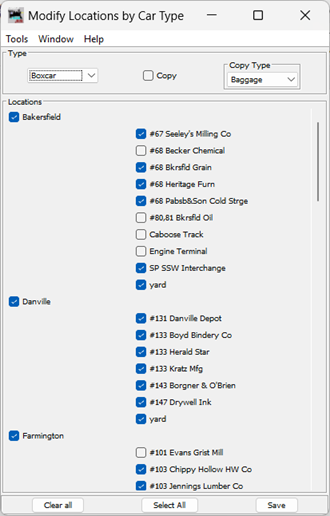 Modify Locations by Car Type
Tools Window Help
Type
Boxcar
Copy
Copy Type
Baggage
Locations
Bakersfield
#67 Seeley's Milling Co
#68 Becker Chemical
#68 Bkrsfld Grain
#68 Heritage Furn
#68 Pabsb&Son Cold Strge
#80,81 Bkrsfld Oil
Caboose Track
Engine Terminal
SP SSW Interchange
yard
Danville
#131 Danville Depot
#133 Boyd Bindery Co
#133 Herald Star
#133 Kratz Mfg
#143 Borgner & O'Brien
#147 Drywell Ink
yard
Farmington
#101 Evans Grist Mill
#103 Chippy Hollow HW Co
#103 Jennings Lumber Co
Clear all Select All Save